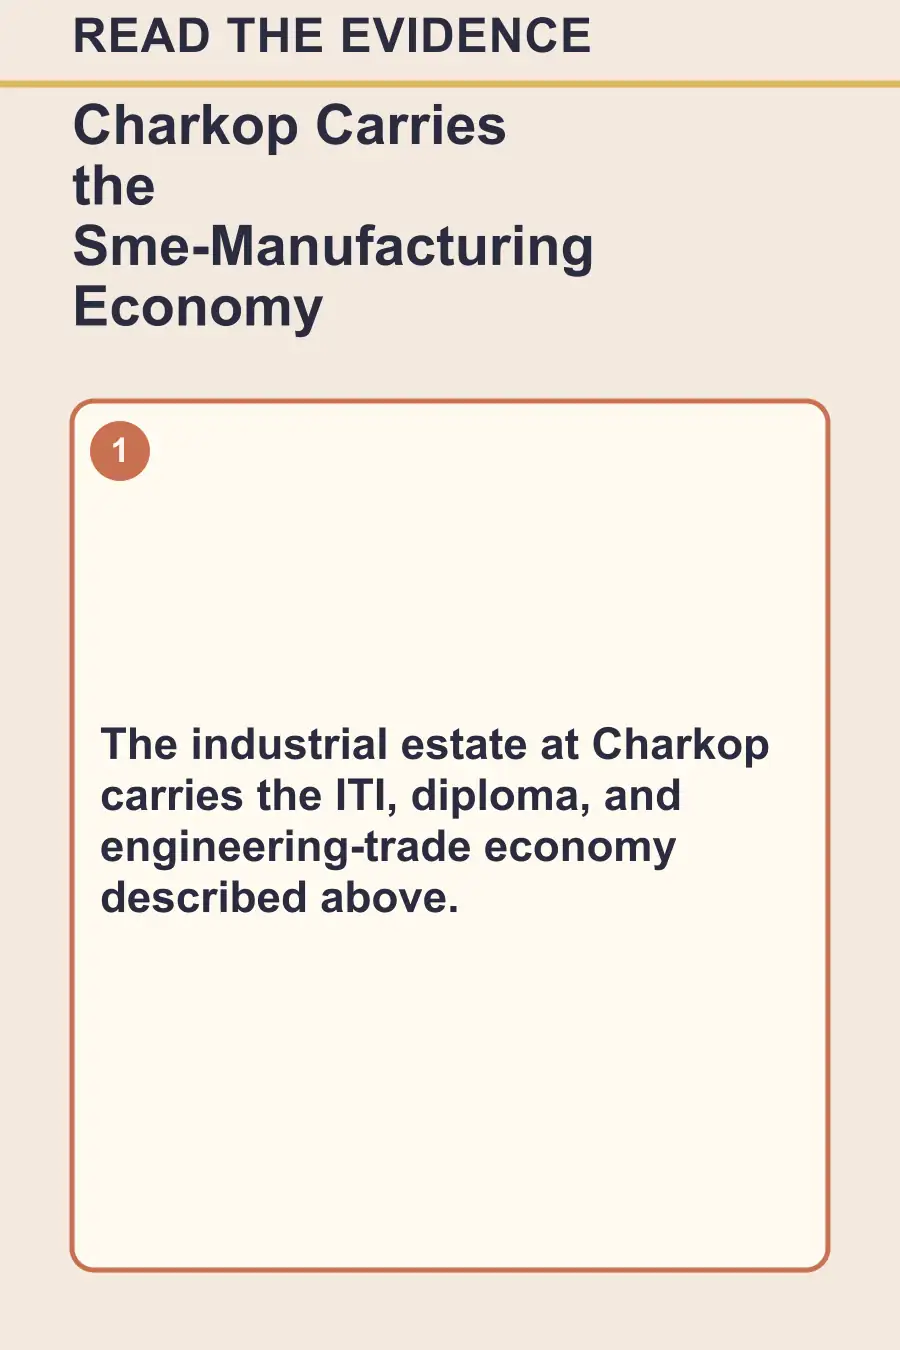 READ THE EVIDENCE
Charkop Carries
the
Sme-Manufacturing
Economy
1
The industrial estate at Charkop
carries the ITI, diploma, and
engineering-trade economy
described above.